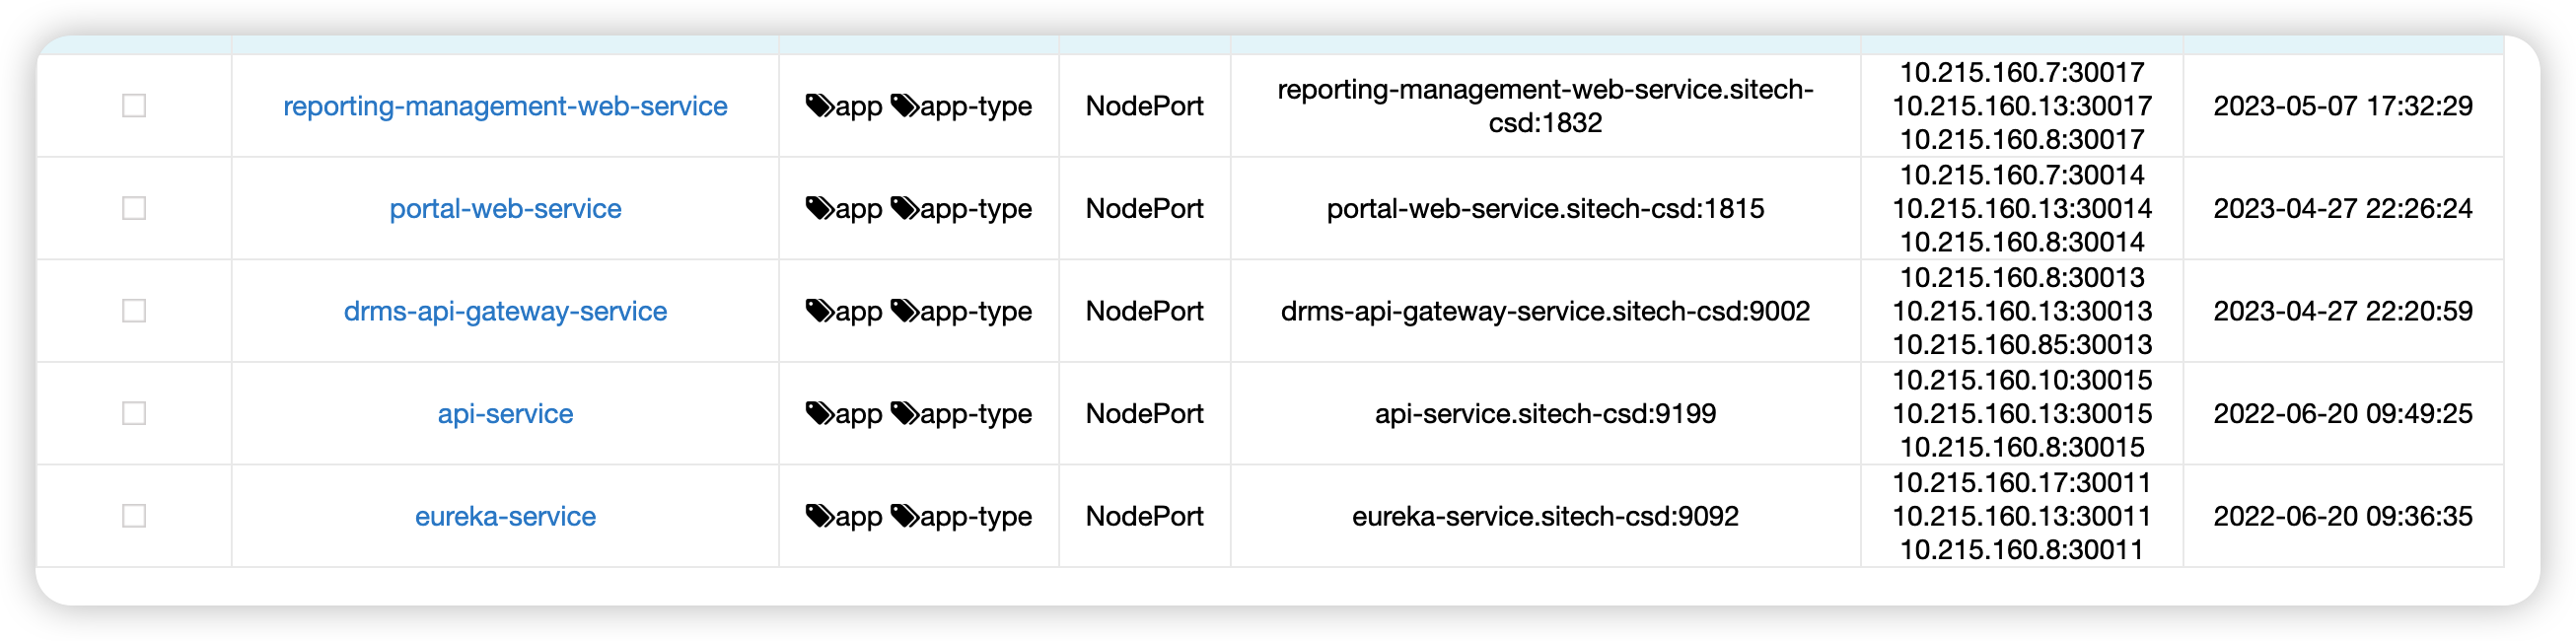 reporting-management-web-service
app app-type
NodePort
reporting-management-web-service.sitech-
csd:1832
10.215.160.7:30017
10.215.160.13:30017
10.215.160.8:30017
2023-05-07 17:32:29
portal-web-service
app app-type
NodePort
portal-web-service.sitech-csd:1815
10.215.160.7:30014
10.215.160.13:30014
10.215.160.8:30014
2023-04-27 22:26:24
drms-api-gateway-service
app app-type
NodePort
drms-api-gateway-service.sitech-csd:9002
10.215.160.8:30013
10.215.160.13:30013
10.215.160.85:30013
2023-04-27 22:20:59
api-service
app app-type
NodePort
api-service.sitech-csd:9199
10.215.160.10:30015
10.215.160.13:30015
10.215.160.8:30015
2022-06-20 09:49:25
eureka-service
app app-type
NodePort
eureka-service.sitech-csd:9092
10.215.160.17:30011
10.215.160.13:30011
10.215.160.8:30011
2022-06-20 09:36:35